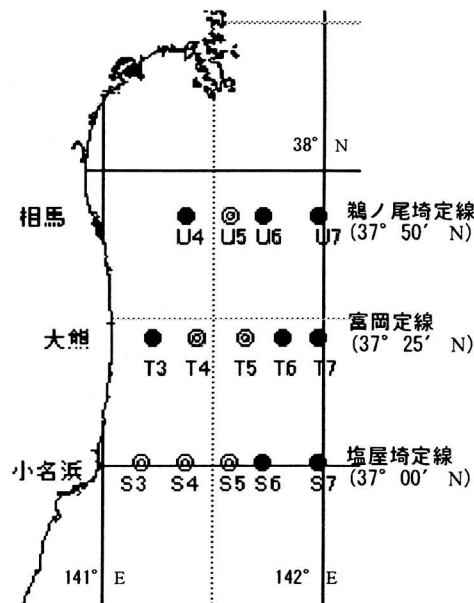 38° N
相馬
U4 U5 U6 U7
鵜ノ尾埼定線
(37° 50′ N)
大熊
T3 T4 T5 T6 T7
富岡定線
(37° 25′ N)
小名浜
S3 S4 S5 S6 S7
塩屋埼定線
(37° 00′ N)
141° E
142° E